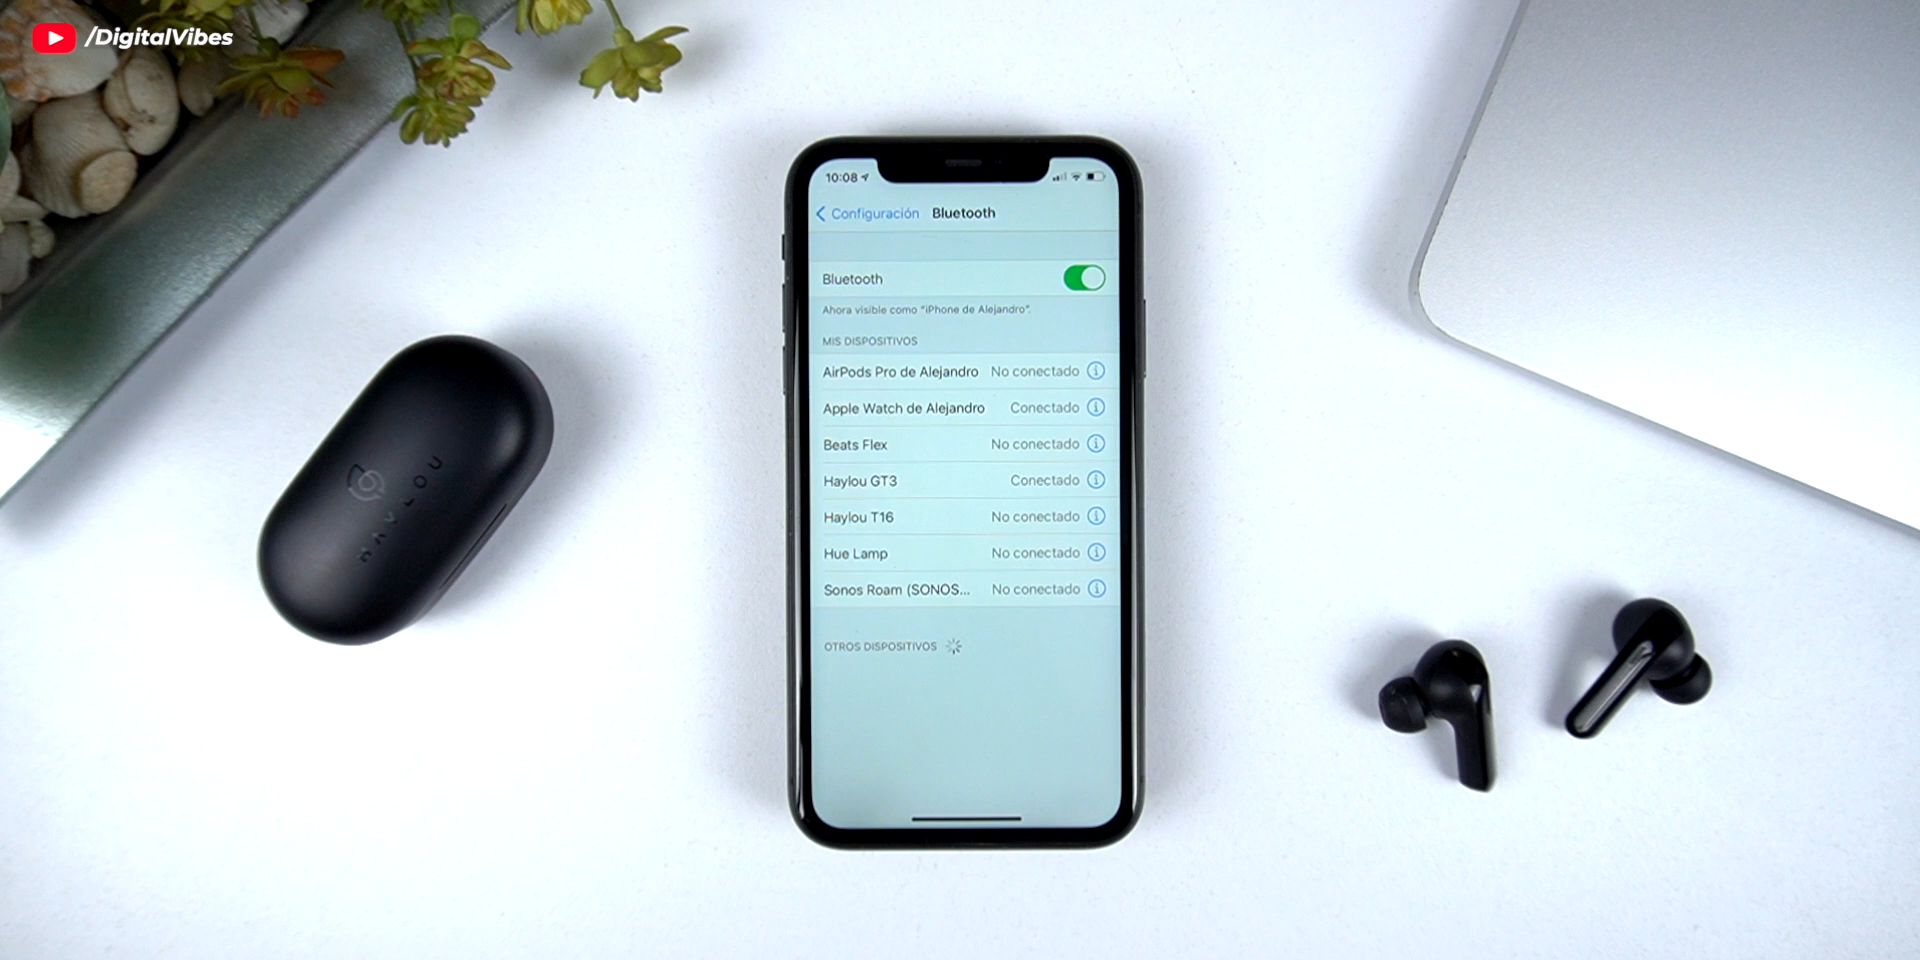 /DigitalVibes
10:08
Configuración Bluetooth
Bluetooth
Ahora visible como "iPhone de Alejandro".
MIS DISPOSITIVOS
AirPods Pro de Alejandro No conectado
Apple Watch de Alejandro Conectado
Beats Flex No conectado
Haylou GT3 Conectado
Haylou T16 No conectado
Hue Lamp No conectado
Sonos Roam (SONOS... No conectado
OTROS DISPOSITIVOS
HAYLOU